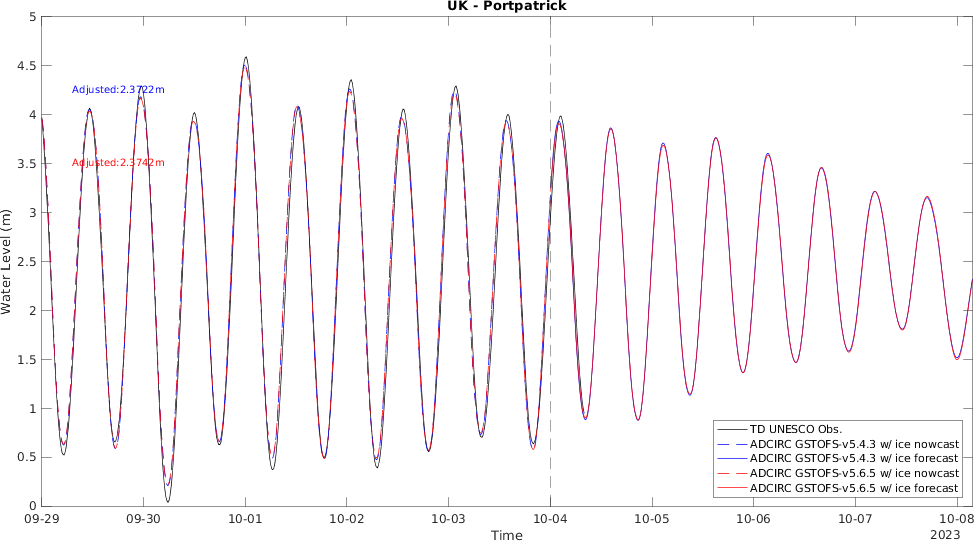 UK - Portpatrick
5
4.5
4
3.5
3
2.5
2
1.5
1
0.5
0
Water Level (m)
Adjusted:2.3722m
Adjusted:2.3742m
TD UNESCO Obs.
ADCIRC GSTOFS-v5.4.3 w/ ice nowcast
ADCIRC GSTOFS-v5.4.3 w/ ice forecast
ADCIRC GSTOFS-v5.6.5 w/ ice nowcast
ADCIRC GSTOFS-v5.6.5 w/ ice forecast
09-29 09-30 10-01 10-02 10-03 10-04 10-05 10-06 10-07 10-08
Time 2023